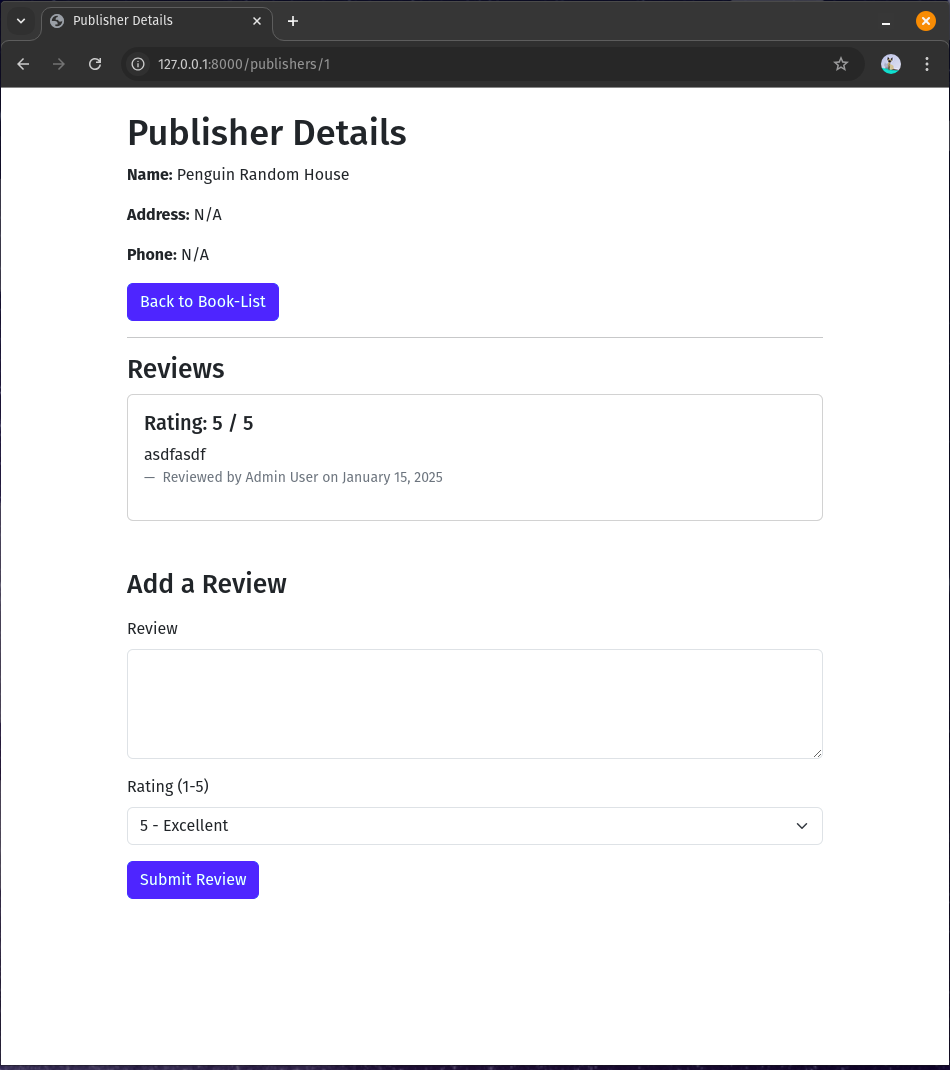 Publisher Details
127.0.0.1:8000/publishers/1
Publisher Details
Name: Penguin Random House
Address: N/A
Phone: N/A
Back to Book-List
Reviews
Rating: 5 / 5
asdfasdf
— Reviewed by Admin User on January 15, 2025
Add a Review
Review
Rating (1-5)
5 - Excellent
Submit Review